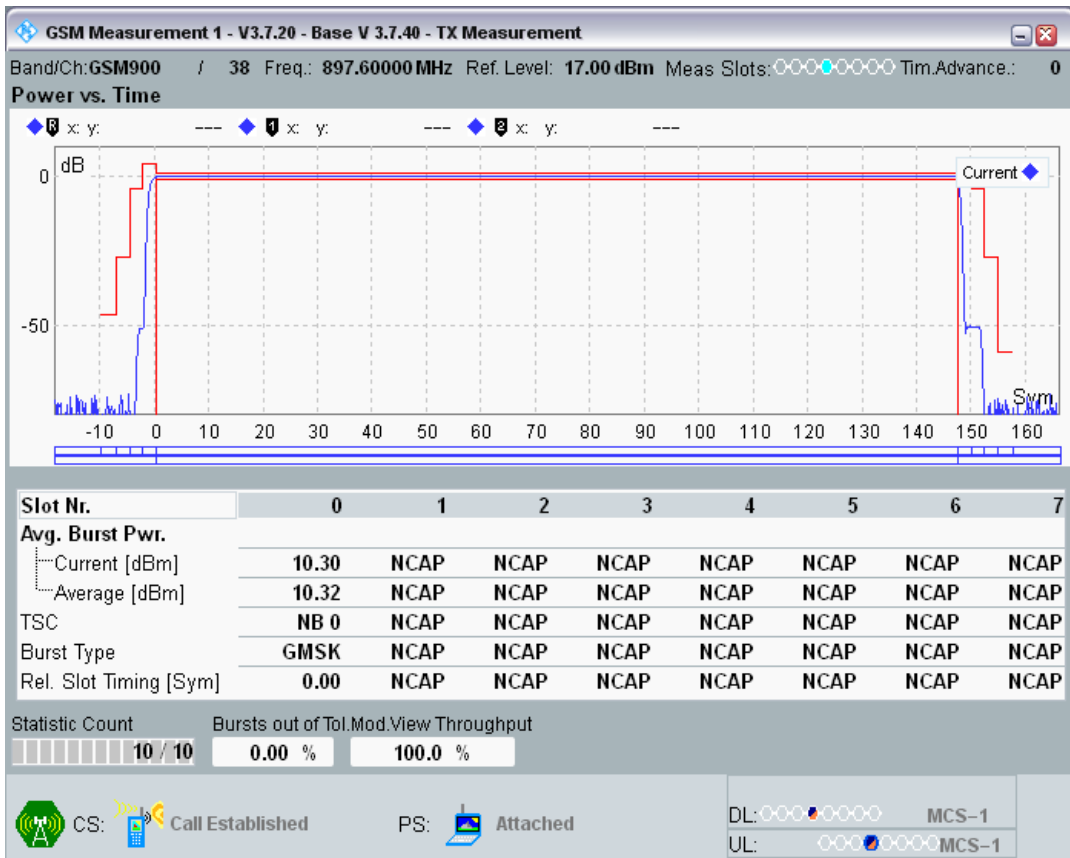 GSM Measurement 1 - V3.7.20 - Base V 3.7.40 - TX Measurement
Band/Ch:GSM900 / 38 Freq.: 897.60000 MHz Ref. Level: 17.00 dBm Meas Slots: Tim.Advance.: 0
Power vs. Time
R x: y: --- 1 x: y: --- 2 x: y: ---
dB
0
Current
-50
Sym
-10 0 10 20 30 40 50 60 70 80 90 100 110 120 130 140 150 160
Slot Nr. 0 1 2 3 4 5 6 7
Avg. Burst Pwr.
Current [dBm] 10.30 NCAP NCAP NCAP NCAP NCAP NCAP NCAP
Average [dBm] 10.32 NCAP NCAP NCAP NCAP NCAP NCAP NCAP
TSC NB 0 NCAP NCAP NCAP NCAP NCAP NCAP NCAP
Burst Type GMSK NCAP NCAP NCAP NCAP NCAP NCAP NCAP
Rel. Slot Timing [Sym] 0.00 NCAP NCAP NCAP NCAP NCAP NCAP NCAP
Statistic Count Bursts out of Tol.Mod.View Throughput
10 / 10 0.00 % 100.0 %
CS: Call Established PS: Attached
DL: MCS-1
UL: MCS-1